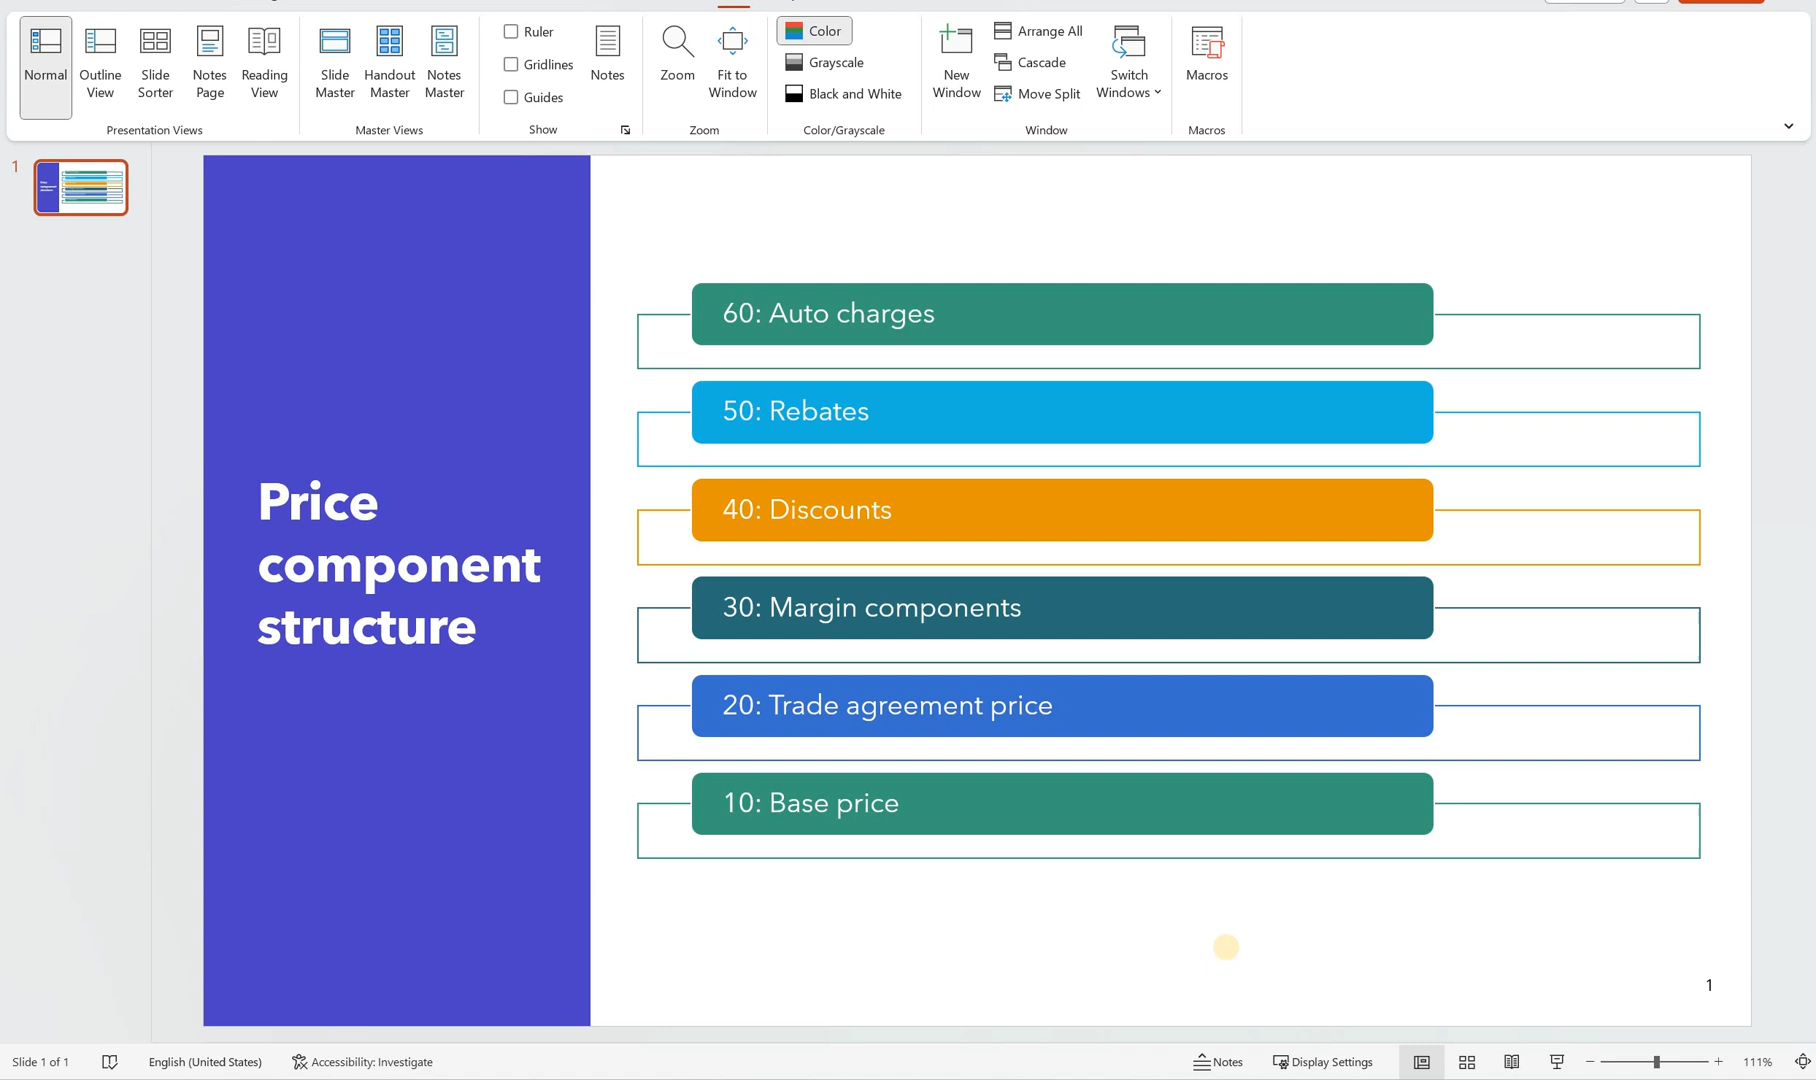 Normal
Outline View
Slide Sorter
Notes Page
Reading View
Presentation Views
Slide Master
Handout Master
Notes Master
Master Views
Ruler
Gridlines
Guides
Notes
Show
Zoom
Fit to Window
Zoom
Color
Grayscale
Black and White
Color/Grayscale
New Window
Arrange All
Cascade
Move Split
Switch Windows
Window
Macros
Macros
1
Price
component
structure
60: Auto charges
50: Rebates
40: Discounts
30: Margin components
20: Trade agreement price
10: Base price
1
Slide 1 of 1
English (United States)
Accessibility: Investigate
Notes
Display Settings
111%